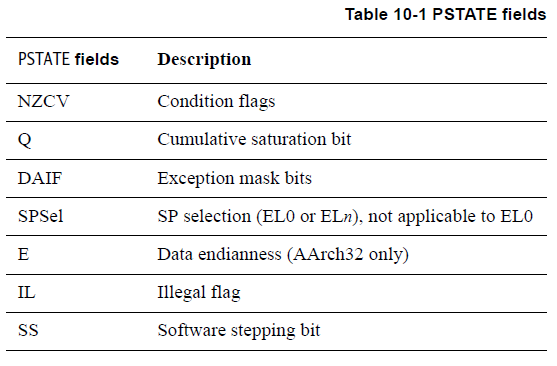 Table 10-1 PSTATE fields
PSTATE fields Description
NZCV Condition flags
Q Cumulative saturation bit
DAIF Exception mask bits
SPSel SP selection (EL0 or ELn), not applicable to EL0
E Data endianness (AArch32 only)
IL Illegal flag
SS Software stepping bit